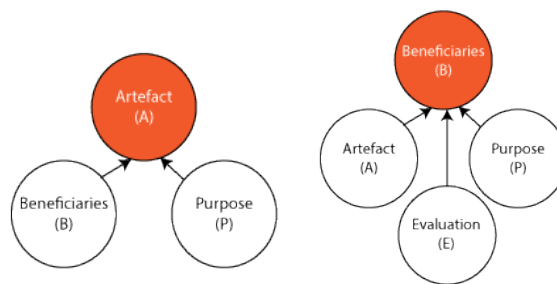 Artefact
(A)
Beneficiaries
(B)
Purpose
(P)
Beneficiaries
(B)
Artefact
(A)
Purpose
(P)
Evaluation
(E)